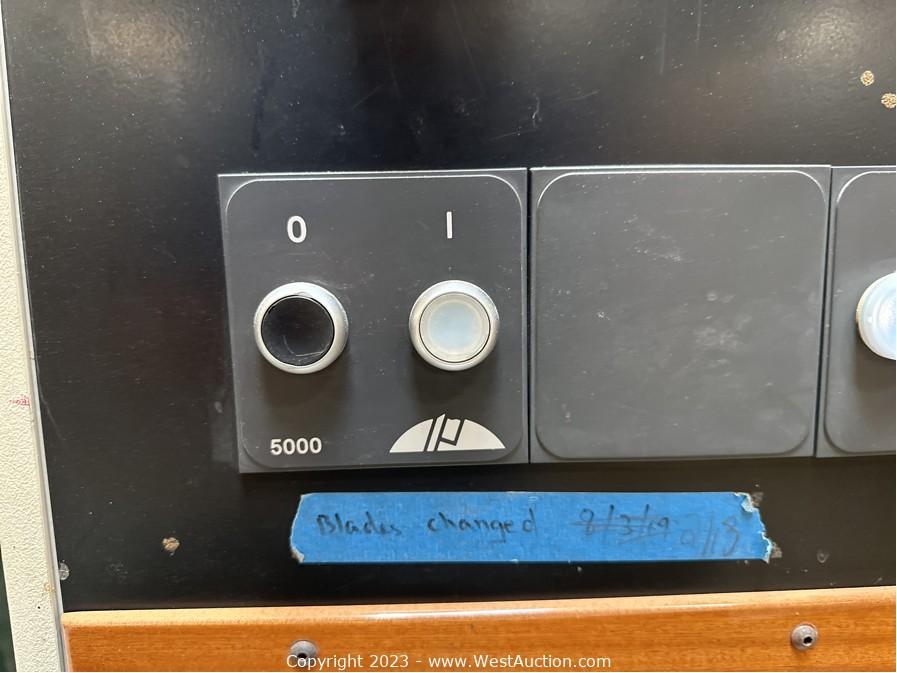 0 I
5000
Blades changed
Copyright 2023 - www.WestAuction.com